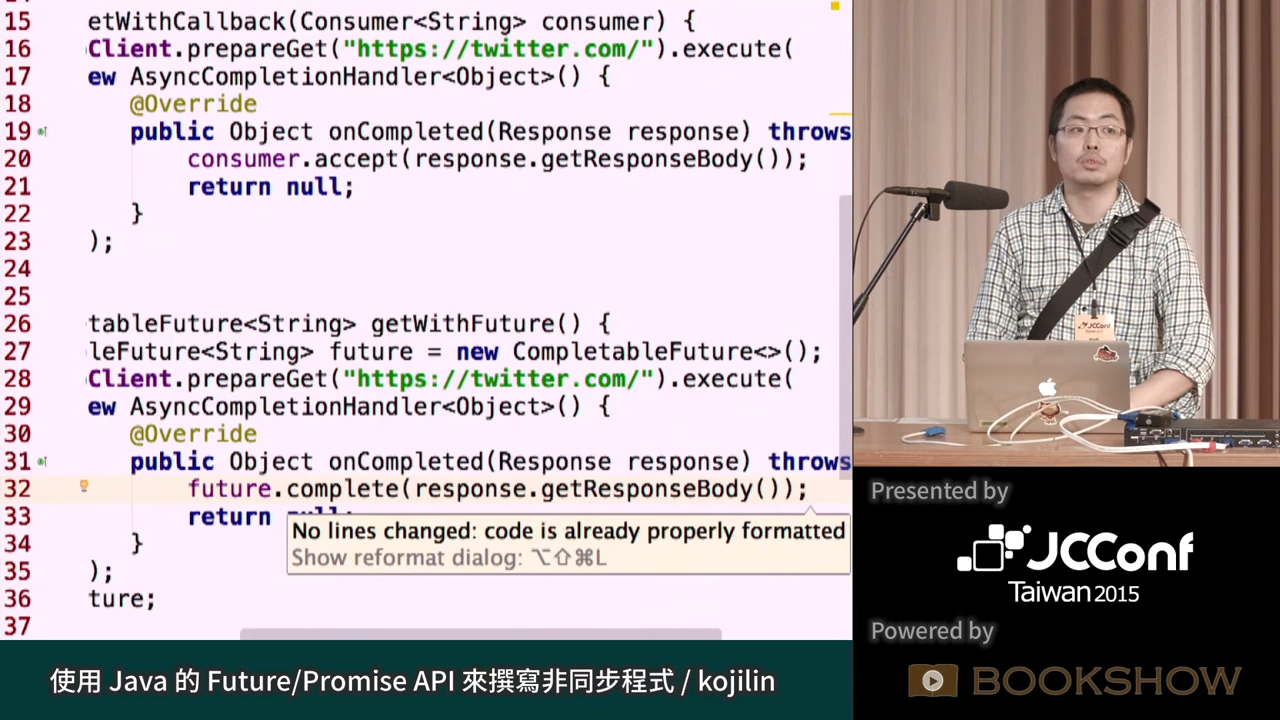 15 etWithCallback(Consumer<String> consumer) {
16 Client.prepareGet("https://twitter.com/").execute(
17 ew AsyncCompletionHandler<Object>() {
18 @Override
19 public Object onCompleted(Response response) throws
20 consumer.accept(response.getResponseBody());
21 return null;
22 }
23 );
24
25
26 tableFuture<String> getWithFuture() {
27 leFuture<String> future = new CompletableFuture<>();
28 Client.prepareGet("https://twitter.com/").execute(
29 ew AsyncCompletionHandler<Object>() {
30 @Override
31 public Object onCompleted(Response response) throws
32 future.complete(response.getResponseBody());
33 return null;
No lines changed: code is already properly formatted
Show reformat dialog: ⌥⇧⌘L
34 }
35 );
36 ture;
37
JCConf
Presented by
JCConf
Taiwan 2015
Powered by
BOOKSHOW
使用 Java 的 Future/Promise API 來撰寫非同步程式 / kojilin